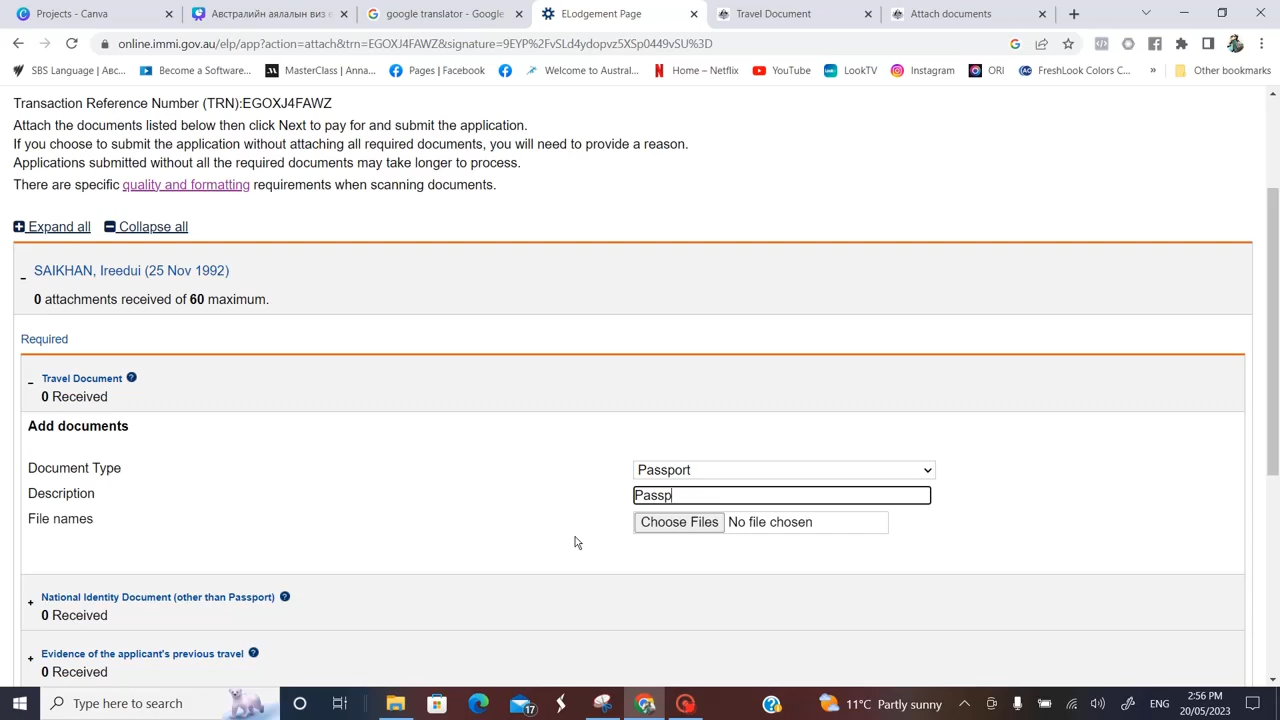 Projects - Canva
Австралийн аялалын виз е
google translator - Google
ELodgement Page
Travel Document
Attach documents
online.immi.gov.au/elp/app?action=attach&trn=EGOXJ4FAWZ&signature=9EYP%2FvSLd4ydopvz5XSp0449vSU%3D
SBS Language | Авс...
Become a Software...
MasterClass | Anna...
Pages | Facebook
Welcome to Austral...
Home – Netflix
YouTube
LookTV
Instagram
ORI
FreshLook Colors C...
»
Other bookmarks
Transaction Reference Number (TRN):EGOXJ4FAWZ
Attach the documents listed below then click Next to pay for and submit the application.
If you choose to submit the application without attaching all required documents, you will need to provide a reason.
Applications submitted without all the required documents may take longer to process.
There are specific quality and formatting requirements when scanning documents.
Expand all Collapse all
SAIKHAN, Ireedui (25 Nov 1992)
0 attachments received of 60 maximum.
Required
Travel Document
0 Received
Add documents
Document Type Passport
Description Passp
File names Choose Files No file chosen
National Identity Document (other than Passport)
0 Received
Evidence of the applicant's previous travel
0 Received
Type here to search
17
11°C Partly sunny
ENG
2:56 PM
20/05/2023